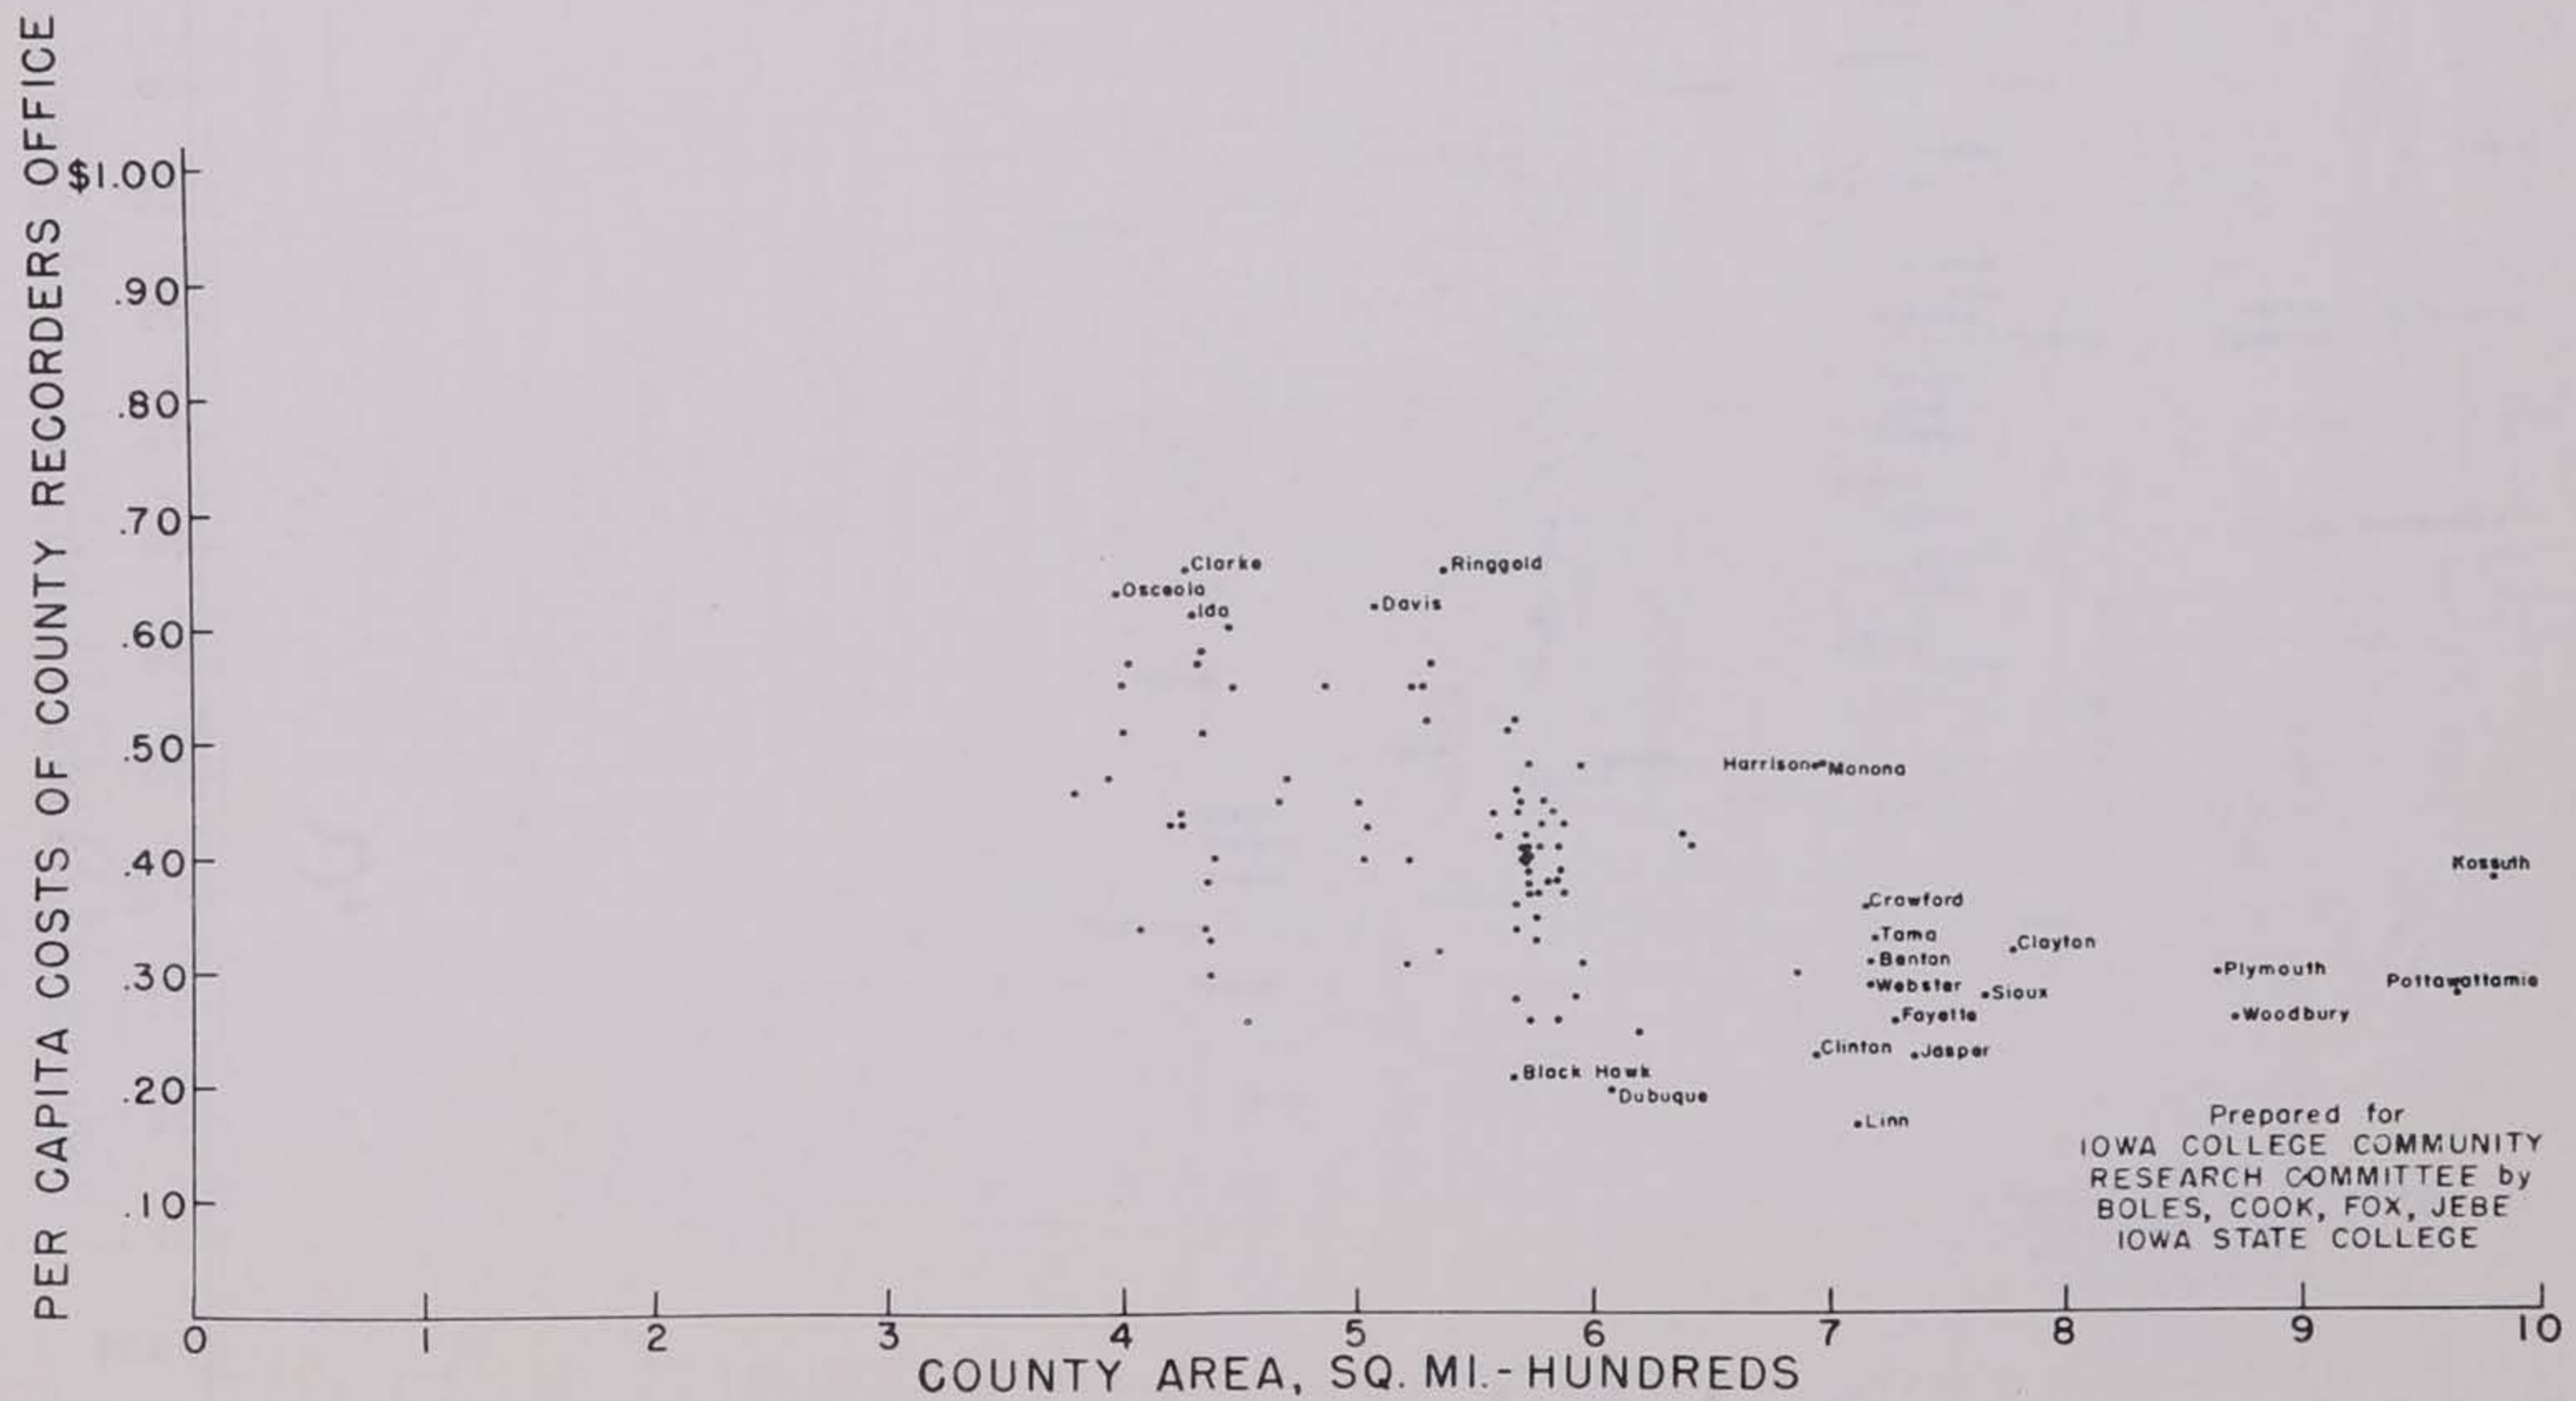 PER CAPITA COSTS OF COUNTY RECORDERS OFFICE
$1.00
.90
.80
.70
.60
.50
.40
.30
.20
.10
Clarke
Ringgold
Osceola
Davis
Ida
Harrison
Monona
Kossuth
Crawford
Tama
Clayton
Benton
Plymouth
Pottawattamie
Webster
Sioux
Fayette
Woodbury
Clinton
Jasper
Black Hawk
Dubuque
Linn
Prepared for
IOWA COLLEGE COMMUNITY
RESEARCH COMMITTEE by
BOLES, COOK, FOX, JEBE
IOWA STATE COLLEGE
0 1 2 3 4 5 6 7 8 9 10
COUNTY AREA, SQ. MI.-HUNDREDS